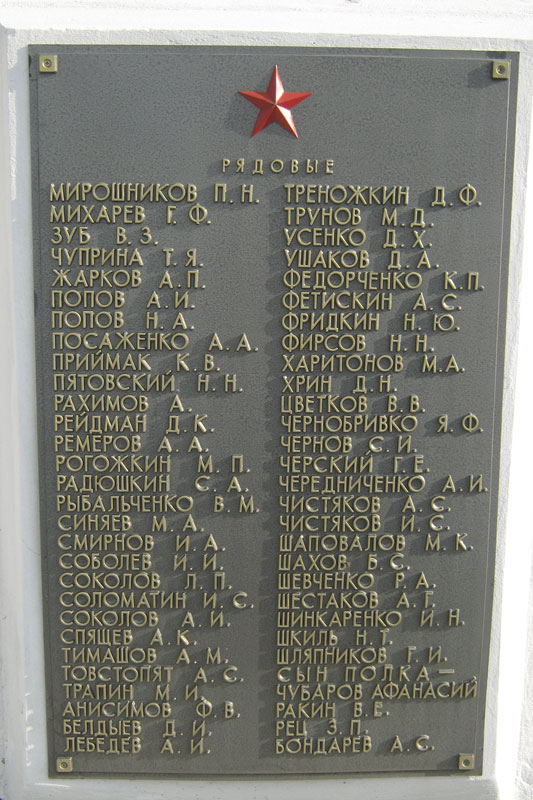 РЯДОВЫЕ
МИРОШНИКОВ П. Н.
МИХАРЕВ Г. Ф.
ЗУБ В. З.
ЧУПРИНА Т. Я.
ЖАРКОВ А. П.
ПОПОВ А. И.
ПОПОВ Н. А.
ПОСАЖЕНКО А. А.
ПРИЙМАК К. В.
ПЯТОВСКИЙ Н. Н.
РАХИМОВ А.
РЕЙДМАН Д. К.
РЕМЕРОВ А. А.
РОГОЖКИН М. П.
РАДЮШКИН С. А.
РЫБАЛЬЧЕНКО В. М.
СИНЯЕВ М. А.
СМИРНОВ И. А.
СОБОЛЕВ И. И.
СОКОЛОВ Л. П.
СОЛОМАТИН И. С.
СОКОЛОВ А. И.
СПЯЩЕВ А. К.
ТИМАШОВ А. М.
ТОВСТОПЯТ А. С.
ТРАПИН М. И.
АНИСИМОВ Ф. В.
БЕЛДЫЕВ Д. И.
ЛЕБЕДЕВ А. И.
ТРЕНОЖКИН Д. Ф.
ТРУНОВ М. Д.
УСЕНКО Д. Х.
УШАКОВ Д. А.
ФЕДОРЧЕНКО К. П.
ФЕТИСКИН А. С.
ФРИДКИН Н. Ю.
ФИРСОВ Н. Н.
ХАРИТОНОВ М. А.
ХРИН Д. Н.
ЦВЕТКОВ В. В.
ЧЕРНОБРИВКО Я. Ф.
ЧЕРНОВ С. И.
ЧЕРСКИЙ Г. Е.
ЧЕРЕДНИЧЕНКО А. И.
ЧИСТЯКОВ А. С.
ЧИСТЯКОВ И. С.
ШАПОВАЛОВ М. К.
ШАХОВ Б. С.
ШЕВЧЕНКО Р. А.
ШЕСТАКОВ А. Г.
ШИНКАРЕНКО И. Н.
ШКИЛЬ Н. Т.
ШЛЯПНИКОВ Г. И.
СЫН ПОЛКА —
ЧУБАРОВ АФАНАСИЙ
РАКИН В. Е.
РЕЦ З. П.
БОНДАРЕВ А. С.